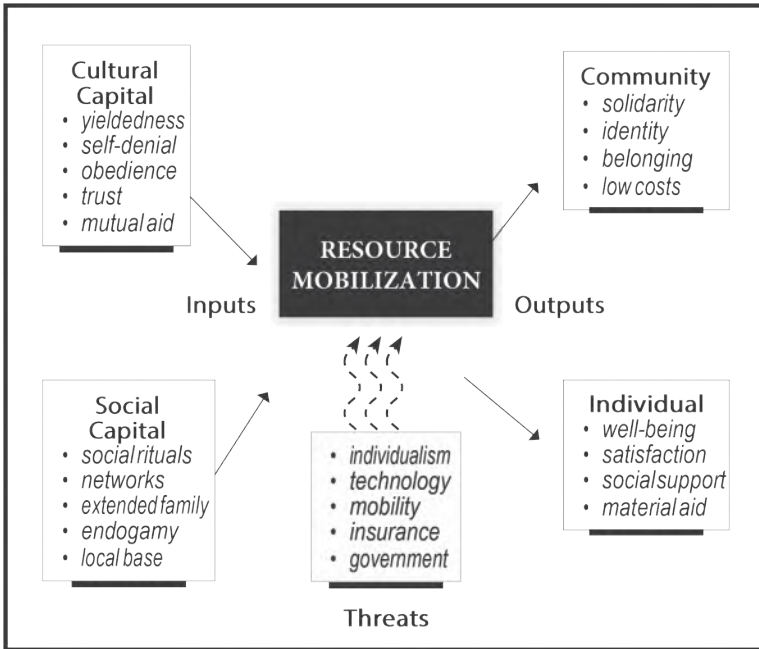 Cultural
Capital
• yieldedness
• self-denial
• obedience
• trust
• mutual aid
Community
• solidarity
• identity
• belonging
• low costs
RESOURCE
MOBILIZATION
Inputs
Outputs
Social
Capital
• social rituals
• networks
• extended family
• endogamy
• local base
• individualism
• technology
• mobility
• insurance
• government
Threats
Individual
• well-being
• satisfaction
• social support
• material aid